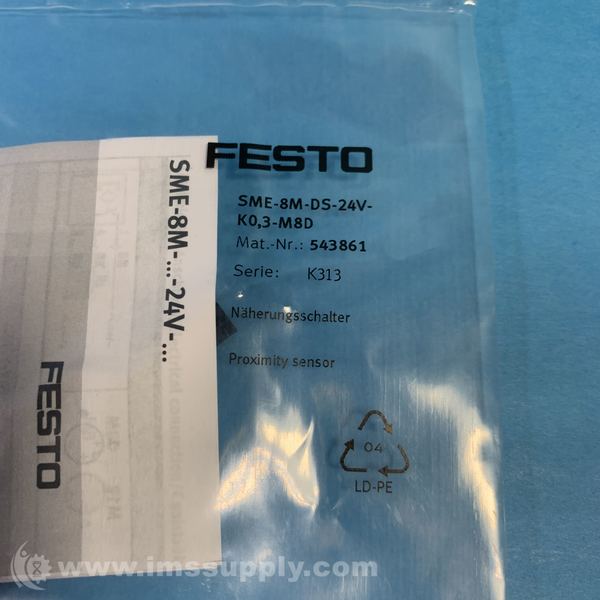 FESTO
SME-8M-DS-24V-
K0,3-M8D
Mat.-Nr.: 543861
Serie: K313
Näherungsschalter
Proximity sensor
04
LD-PE
SME-8M-...-24V-...
FESTO
www.imssupply.com